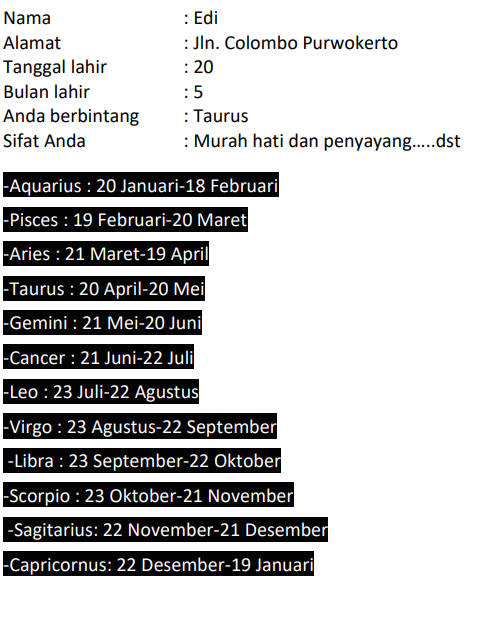 Nama : Edi
Alamat : Jln. Colombo Purwokerto
Tanggal lahir : 20
Bulan lahir : 5
Anda berbintang : Taurus
Sifat Anda : Murah hati dan penyayang…..dst
-Aquarius : 20 Januari-18 Februari
-Pisces : 19 Februari-20 Maret
-Aries : 21 Maret-19 April
-Taurus : 20 April-20 Mei
-Gemini : 21 Mei-20 Juni
-Cancer : 21 Juni-22 Juli
-Leo : 23 Juli-22 Agustus
-Virgo : 23 Agustus-22 September
-Libra : 23 September-22 Oktober
-Scorpio : 23 Oktober-21 November
-Sagitarius: 22 November-21 Desember
-Capricornus: 22 Desember-19 Januari